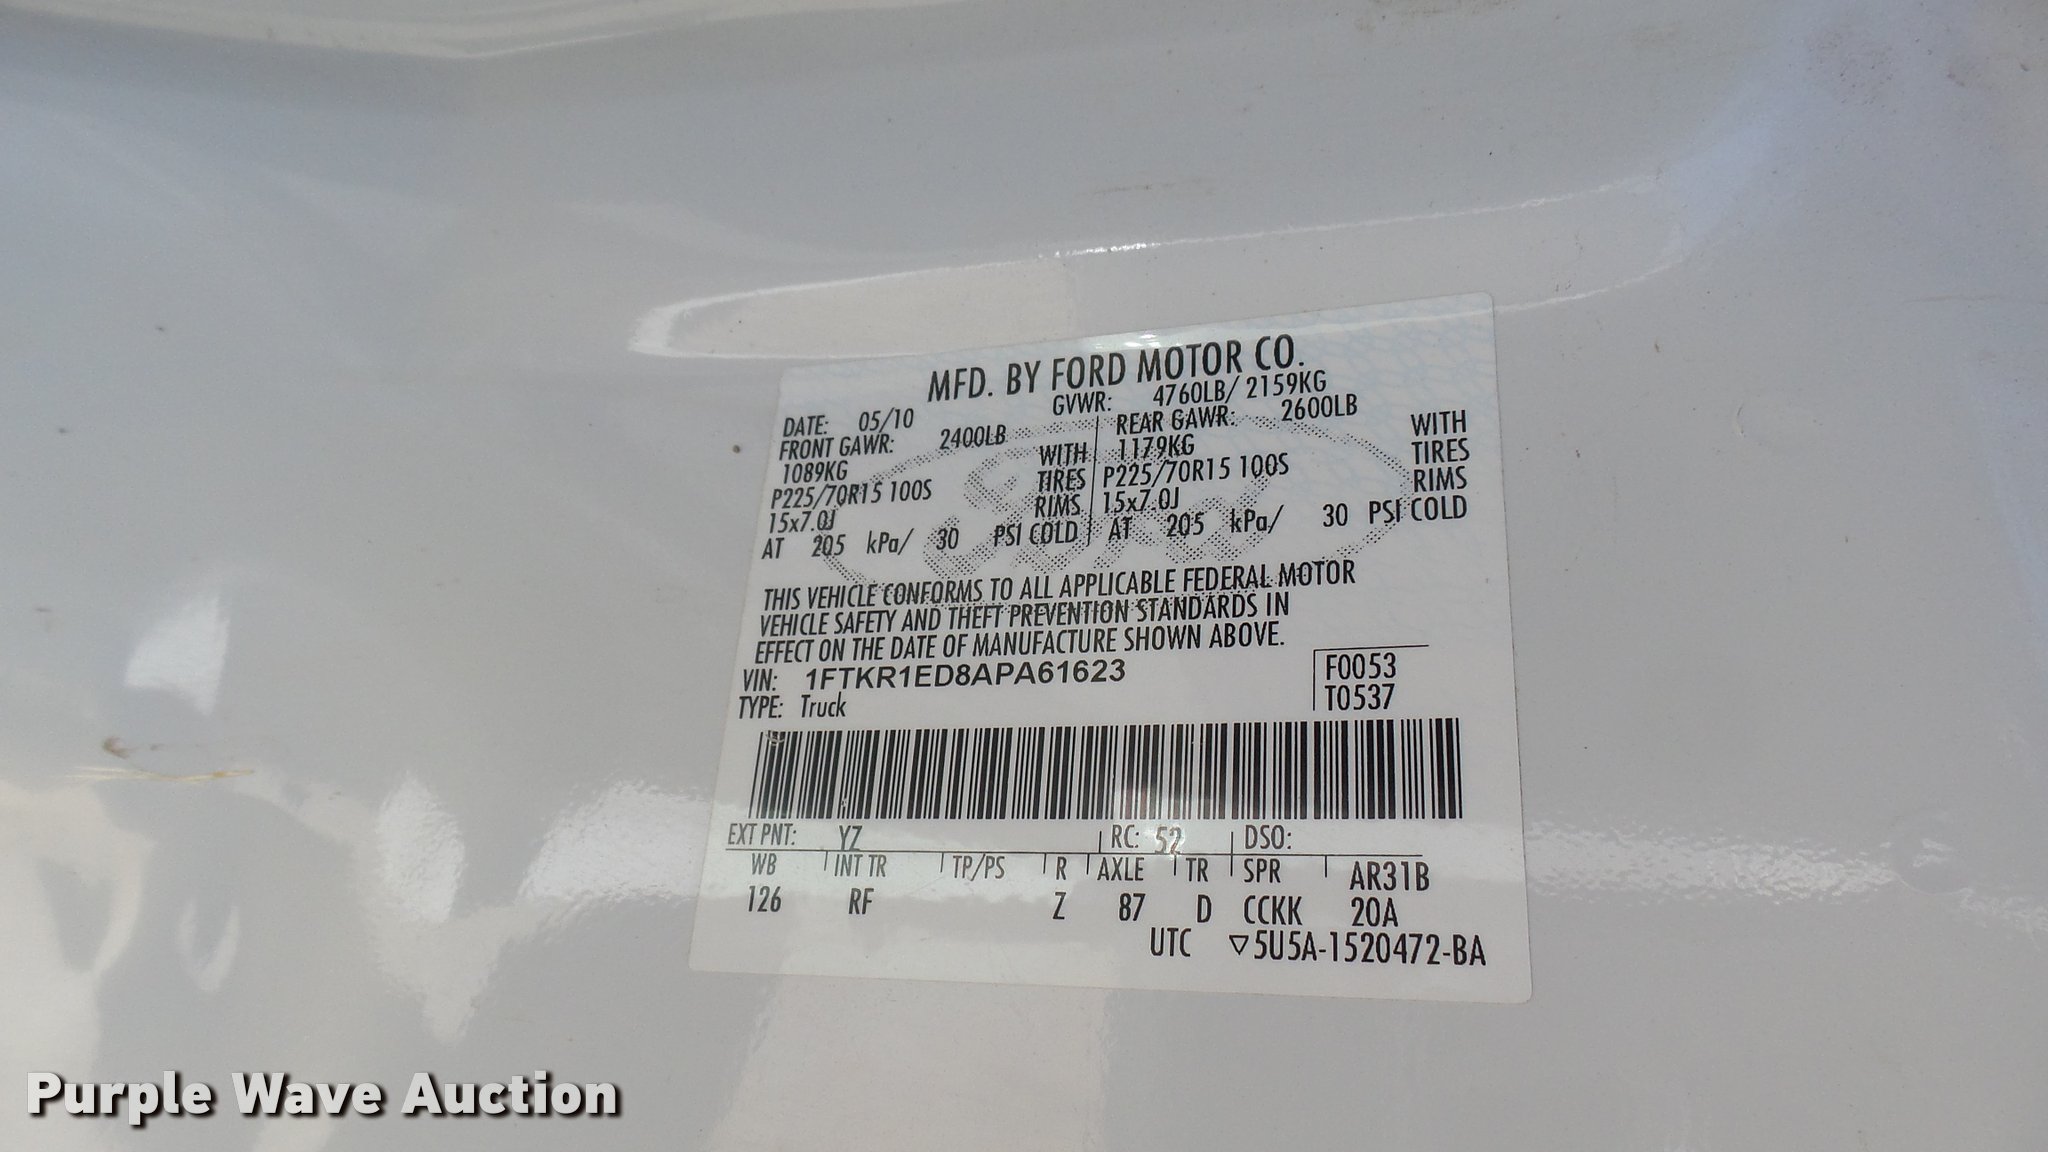 MFD. BY FORD MOTOR CO.
DATE: 05/10 GVWR: 4760LB/ 2159KG
FRONT GAWR: 2400LB REAR GAWR: 2600LB
1089KG WITH 1179KG WITH
P225/70R15 100S TIRES P225/70R15 100S TIRES
15x7.0J RIMS 15x7.0J RIMS
AT 205 kPa/ 30 PSI COLD AT 205 kPa/ 30 PSI COLD
THIS VEHICLE CONFORMS TO ALL APPLICABLE FEDERAL MOTOR
VEHICLE SAFETY AND THEFT PREVENTION STANDARDS IN
EFFECT ON THE DATE OF MANUFACTURE SHOWN ABOVE.
VIN: 1FTKR1ED8APA61623 F0053
TYPE: Truck T0537
EXT PNT: YZ RC: 52 DSO:
WB INT TR TP/PS R AXLE TR SPR AR31B
126 RF Z 87 D CCKK 20A
UTC ▽5U5A-1520472-BA
Purple Wave Auction